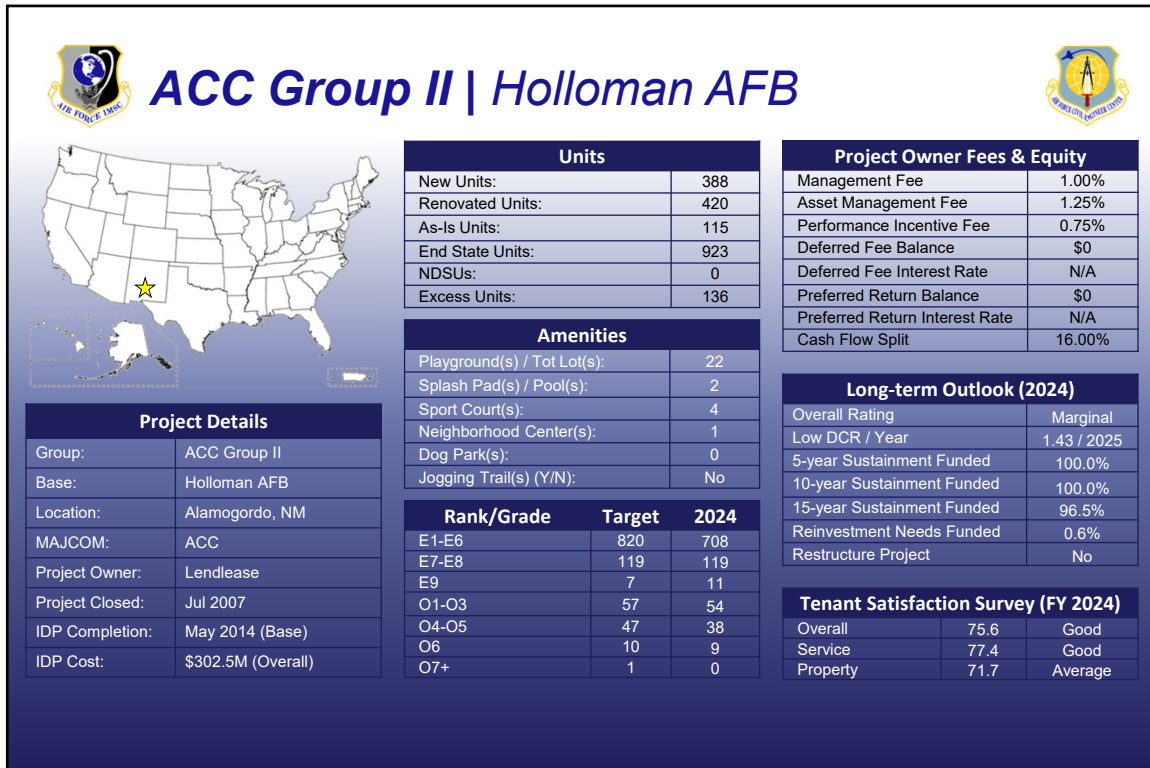 ACC Group II | Holloman AFB
AIR FORCE IMSC
AIR FORCE CIVIL ENGINEER CENTER
Project Details
Group: ACC Group II
Base: Holloman AFB
Location: Alamogordo, NM
MAJCOM: ACC
Project Owner: Lendlease
Project Closed: Jul 2007
IDP Completion: May 2014 (Base)
IDP Cost: $302.5M (Overall)
Units
New Units: 388
Renovated Units: 420
As-Is Units: 115
End State Units: 923
NDSUs: 0
Excess Units: 136
Amenities
Playground(s) / Tot Lot(s): 22
Splash Pad(s) / Pool(s): 2
Sport Court(s): 4
Neighborhood Center(s): 1
Dog Park(s): 0
Jogging Trail(s) (Y/N): No
Rank/Grade Target 2024
E1-E6 820 708
E7-E8 119 119
E9 7 11
O1-O3 57 54
O4-O5 47 38
O6 10 9
O7+ 1 0
Project Owner Fees & Equity
Management Fee 1.00%
Asset Management Fee 1.25%
Performance Incentive Fee 0.75%
Deferred Fee Balance $0
Deferred Fee Interest Rate N/A
Preferred Return Balance $0
Preferred Return Interest Rate N/A
Cash Flow Split 16.00%
Long-term Outlook (2024)
Overall Rating Marginal
Low DCR / Year 1.43 / 2025
5-year Sustainment Funded 100.0%
10-year Sustainment Funded 100.0%
15-year Sustainment Funded 96.5%
Reinvestment Needs Funded 0.6%
Restructure Project No
Tenant Satisfaction Survey (FY 2024)
Overall 75.6 Good
Service 77.4 Good
Property 71.7 Average